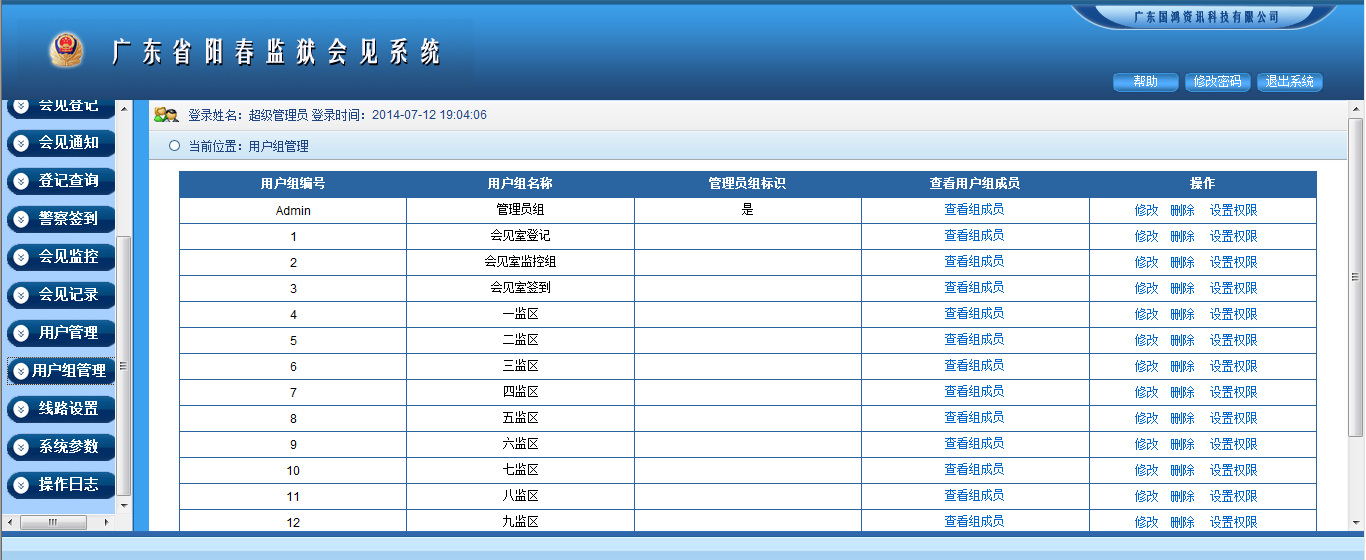 广东国鸿资讯科技有限公司
广东省阳春监狱会见系统
帮助 修改密码 退出系统
会见登记
会见通知
登记查询
警察签到
会见监控
会见记录
用户管理
用户组管理
线路设置
系统参数
操作日志
登录姓名：超级管理员 登录时间：2014-07-12 19:04:06
当前位置：用户组管理
用户组编号 用户组名称 管理员组标识 查看用户组成员 操作
Admin 管理员组 是 查看组成员 修改 删除 设置权限
1 会见室登记 查看组成员 修改 删除 设置权限
2 会见室监控组 查看组成员 修改 删除 设置权限
3 会见室签到 查看组成员 修改 删除 设置权限
4 一监区 查看组成员 修改 删除 设置权限
5 二监区 查看组成员 修改 删除 设置权限
6 三监区 查看组成员 修改 删除 设置权限
7 四监区 查看组成员 修改 删除 设置权限
8 五监区 查看组成员 修改 删除 设置权限
9 六监区 查看组成员 修改 删除 设置权限
10 七监区 查看组成员 修改 删除 设置权限
11 八监区 查看组成员 修改 删除 设置权限
12 九监区 查看组成员 修改 删除 设置权限